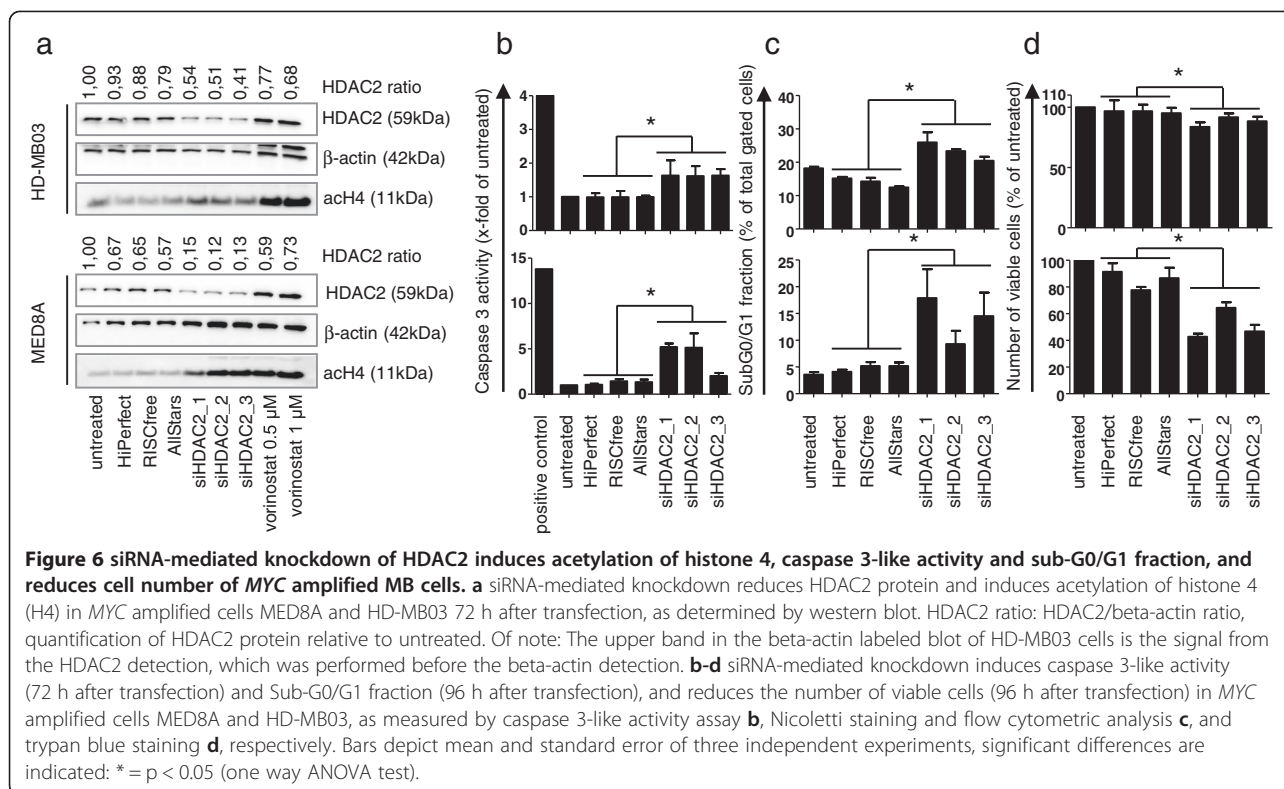 a
HD-MB03
1,00 0,93 0,88 0,79 0,54 0,51 0,41 0,77 0,68
HDAC2 ratio
HDAC2 (59kDa)
β-actin (42kDa)
acH4 (11kDa)
MED8A
1,00 0,67 0,65 0,57 0,15 0,12 0,13 0,59 0,73
HDAC2 ratio
HDAC2 (59kDa)
β-actin (42kDa)
acH4 (11kDa)
untreated
HiPerfect
RISCfree
AllStars
siHDAC2_1
siHDAC2_2
siHDAC2_3
vorinostat 0.5 µM
vorinostat 1 µM
b
Caspase 3 activity (x-fold of untreated)
4
3
2
1
0
*
15
10
5
0
*
positive control
untreated
HiPerfect
RISCfree
AllStars
siHDAC2_1
siHDAC2_2
siHDAC2_3
c
SubG0/G1 fraction (% of total gated cells)
40
30
20
10
0
*
25
20
15
10
5
0
*
untreated
HiPerfect
RISCfree
AllStars
siHDAC2_1
siHDAC2_2
siHDAC2_3
d
Number of viable cells (% of untreated)
110
100
50
0
*
100
80
60
40
20
0
*
untreated
HiPerfect
RISCfree
AllStars
siHDAC2_1
siHDAC2_2
siHDAC2_3
Figure 6 siRNA-mediated knockdown of HDAC2 induces acetylation of histone 4, caspase 3-like activity and sub-G0/G1 fraction, and
reduces cell number of MYC amplified MB cells. a siRNA-mediated knockdown reduces HDAC2 protein and induces acetylation of histone 4
(H4) in MYC amplified cells MED8A and HD-MB03 72 h after transfection, as determined by western blot. HDAC2 ratio: HDAC2/beta-actin ratio,
quantification of HDAC2 protein relative to untreated. Of note: The upper band in the beta-actin labeled blot of HD-MB03 cells is the signal from
the HDAC2 detection, which was performed before the beta-actin detection. b-d siRNA-mediated knockdown induces caspase 3-like activity
(72 h after transfection) and Sub-G0/G1 fraction (96 h after transfection), and reduces the number of viable cells (96 h after transfection) in MYC
amplified cells MED8A and HD-MB03, as measured by caspase 3-like activity assay b, Nicoletti staining and flow cytometric analysis c, and
trypan blue staining d, respectively. Bars depict mean and standard error of three independent experiments, significant differences are
indicated: * = p < 0.05 (one way ANOVA test).